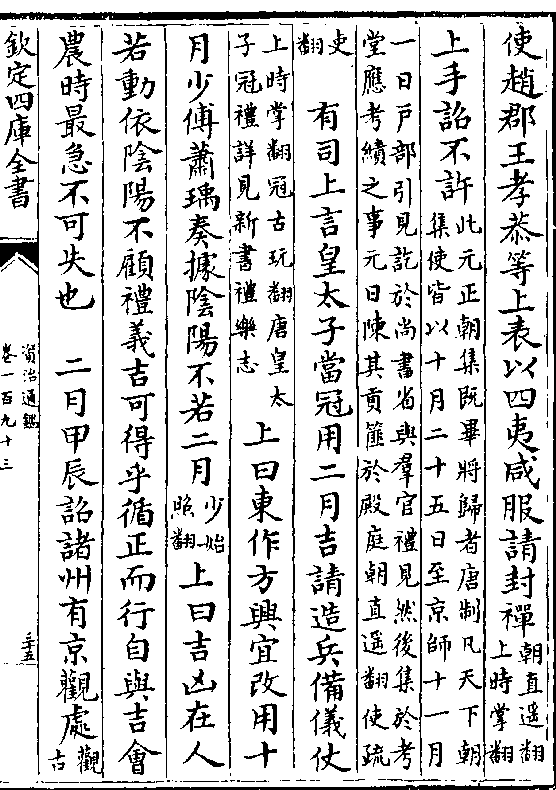 使趙郡王孝恭等上表以四夷咸服請封禪朝直遥翻上時掌翻
上手詔不許此元正朝集既畢將歸者唐制凡天下朝集使皆以十月二十五日至京師十一月
一日戸部引見訖於尚書省與羣官禮見然後集於考堂應考績之事元日陳其貢篚於殿庭朝直遥翻使疏
吏翻 有司上言皇太子當冠用二月吉請造兵備儀仗
上時掌翻冠古玩翻唐皇太子冠禮詳見新書禮樂志 上曰東作方興宜改用十
月少傅蕭瑀奏據隂陽不若二月少始照翻 上曰吉凶在人
若動依隂陽不顧禮義吉可得乎循正而行自與吉會
農時最急不可失也 二月甲辰詔諸州有京觀處觀古
欽定四庫全書
資治通鑑
卷一百九十三
三五